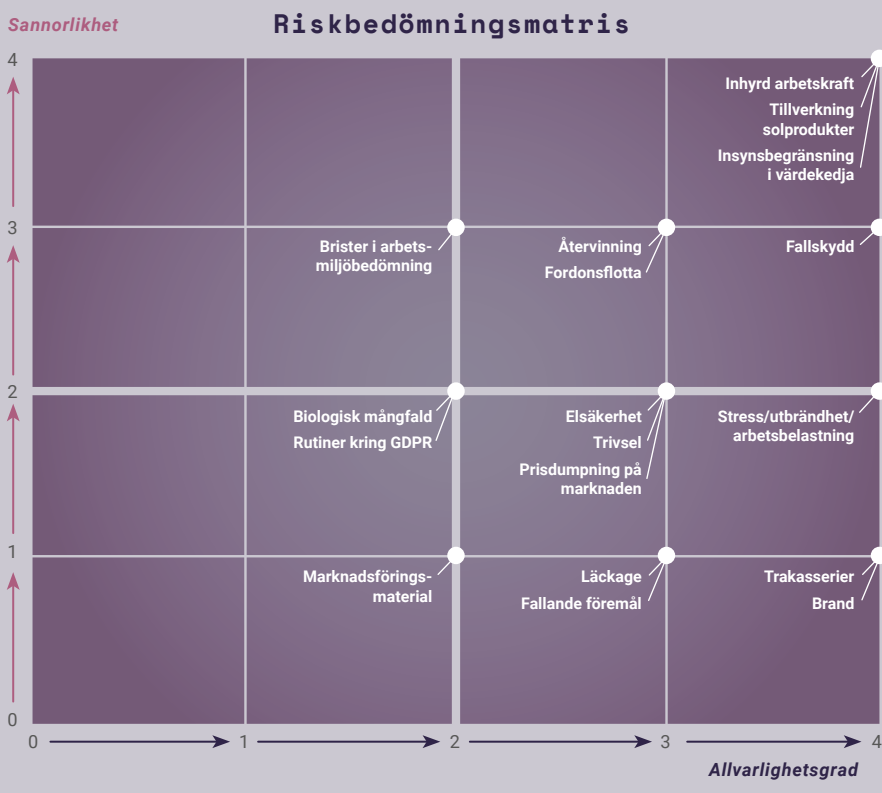 Sannorlikhet
Riskbedömningsmatris
4
Inhyrd arbetskraft
Tillverkning
solprodukter
Insynsbegränsning
i värdekedja
3
Brister i arbets-
miljöbedömning
Återvinning
Fordonsflotta
Fallskydd
2
Biologisk mångfald
Rutiner kring GDPR
Elsäkerhet
Trivsel
Prisdumpning på
marknaden
Stress/utbrändhet/
arbetsbelastning
1
Marknadsförings-
material
Läckage
Fallande föremål
Trakasserier
Brand
0
0
1
2
3
4
Allvarlighetsgrad